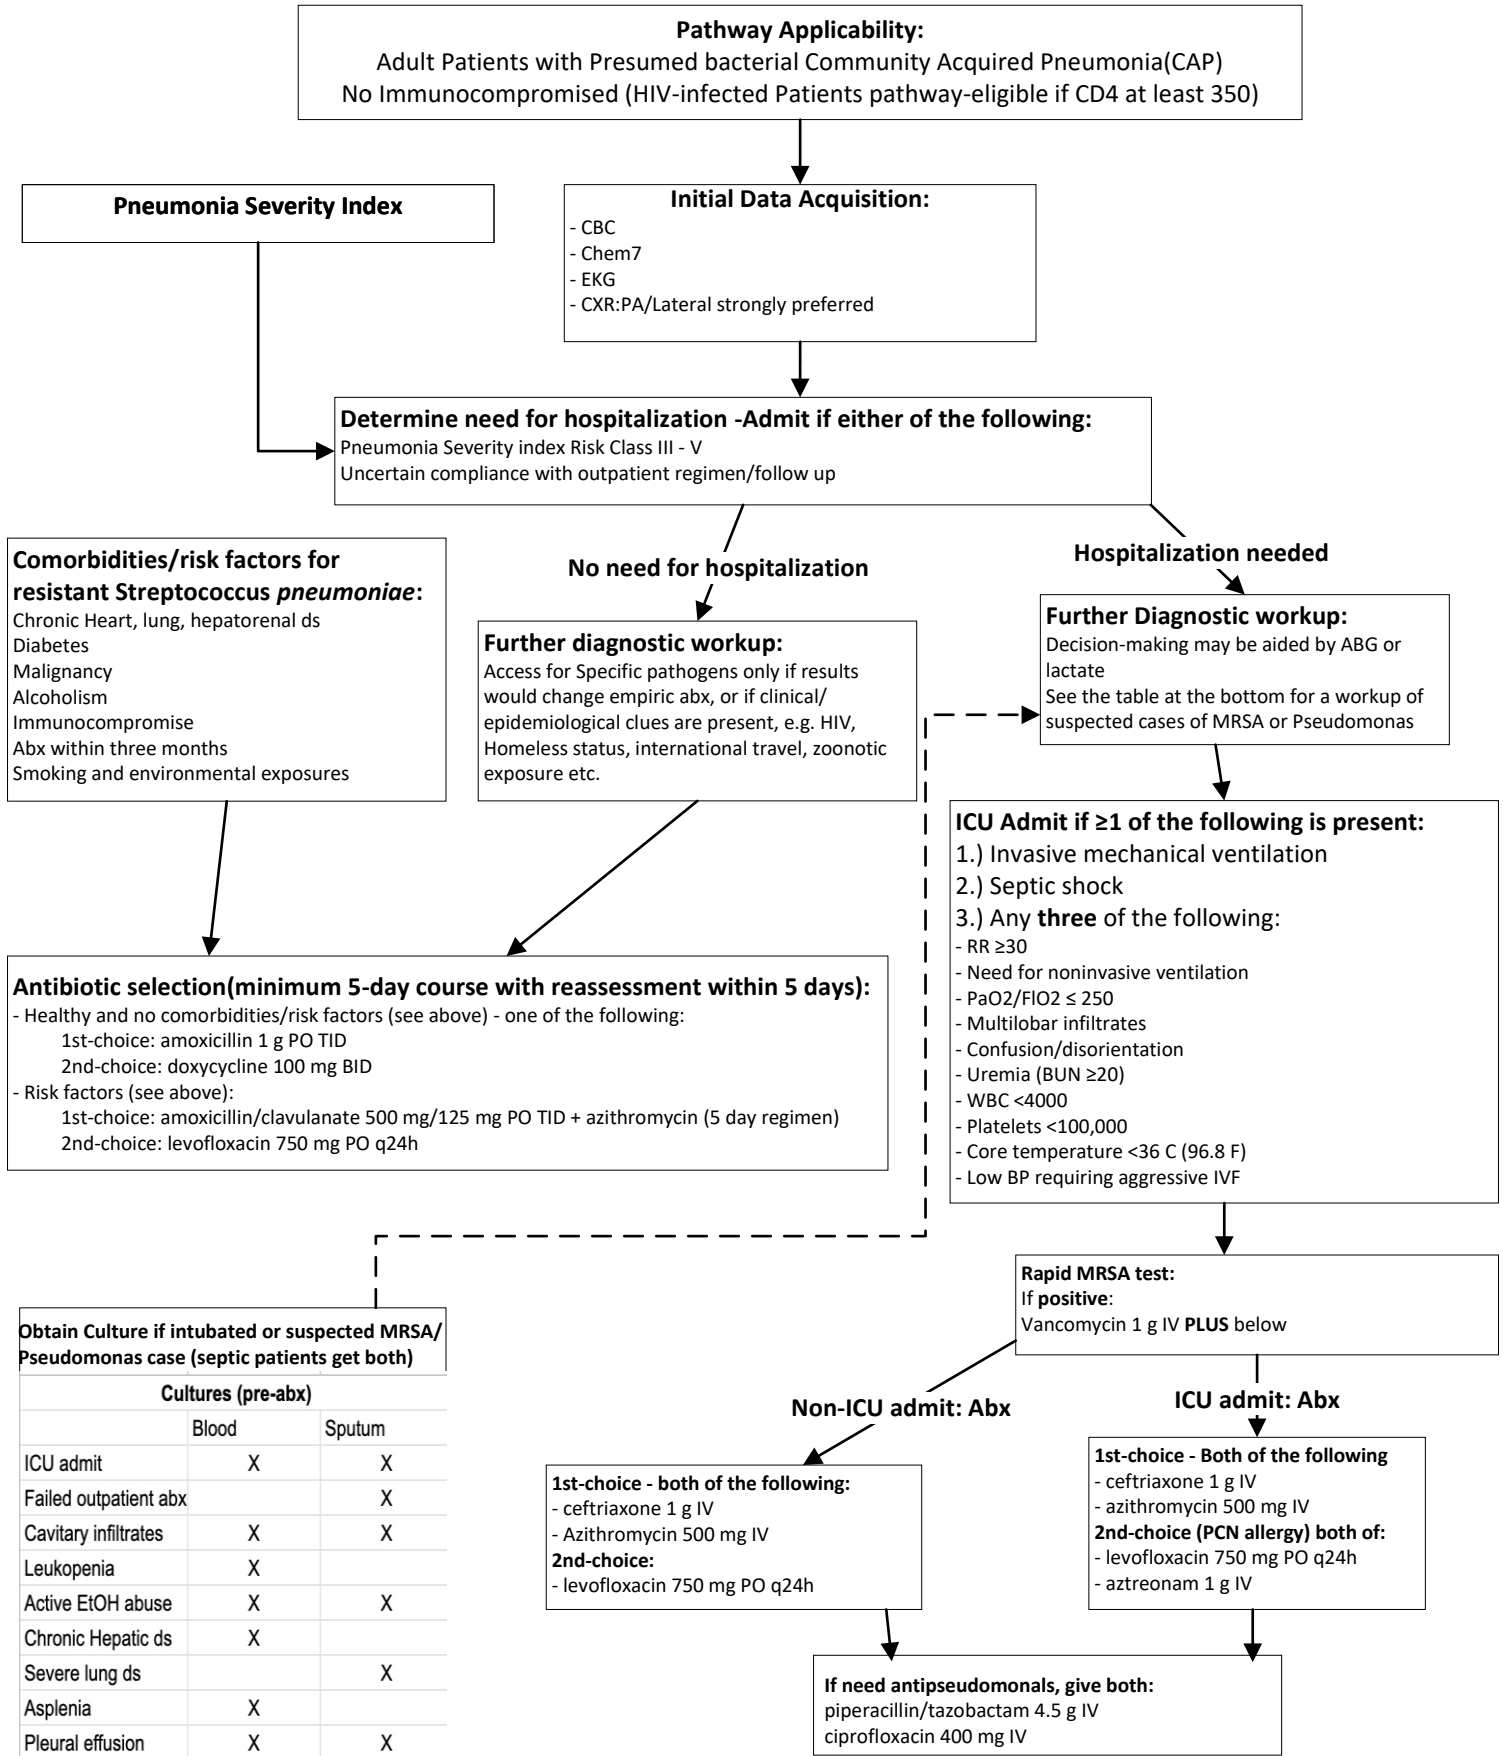 Pathway Applicability:
Adult Patients with Presumed bacterial Community Acquired Pneumonia(CAP)
No Immunocompromised (HIV-infected Patients pathway-eligible if CD4 at least 350)
Pneumonia Severity Index
Initial Data Acquisition:
- CBC
- Chem7
- EKG
- CXR:PA/Lateral strongly preferred
Determine need for hospitalization -Admit if either of the following:
Pneumonia Severity index Risk Class III - V
Uncertain compliance with outpatient regimen/follow up
Comorbidities/risk factors for
resistant Streptococcus pneumoniae:
Chronic Heart, lung, hepatorenal ds
Diabetes
Malignancy
Alcoholism
Immunocompromise
Abx within three months
Smoking and environmental exposures
No need for hospitalization
Further diagnostic workup:
Access for Specific pathogens only if results
would change empiric abx, or if clinical/
epidemiological clues are present, e.g. HIV,
Homeless status, international travel, zoonotic
exposure etc.
Hospitalization needed
Further Diagnostic workup:
Decision-making may be aided by ABG or
lactate
See the table at the bottom for a workup of
suspected cases of MRSA or Pseudomonas
ICU Admit if ≥1 of the following is present:
1.) Invasive mechanical ventilation
2.) Septic shock
3.) Any three of the following:
- RR ≥30
- Need for noninvasive ventilation
- PaO2/FIO2 ≤ 250
- Multilobar infiltrates
- Confusion/disorientation
- Uremia (BUN ≥20)
- WBC <4000
- Platelets <100,000
- Core temperature <36 C (96.8 F)
- Low BP requiring aggressive IVF
Antibiotic selection(minimum 5-day course with reassessment within 5 days):
- Healthy and no comorbidities/risk factors (see above) - one of the following:
1st-choice: amoxicillin 1 g PO TID
2nd-choice: doxycycline 100 mg BID
- Risk factors (see above):
1st-choice: amoxicillin/clavulanate 500 mg/125 mg PO TID + azithromycin (5 day regimen)
2nd-choice: levofloxacin 750 mg PO q24h
Rapid MRSA test:
If positive:
Vancomycin 1 g IV PLUS below
Obtain Culture if intubated or suspected MRSA/
Pseudomonas case (septic patients get both)
Cultures (pre-abx)
Blood Sputum
ICU admit X X
Failed outpatient abx X
Cavitary infiltrates X X
Leukopenia X
Active EtOH abuse X X
Chronic Hepatic ds X
Severe lung ds X
Asplenia X
Pleural effusion X X
Non-ICU admit: Abx
1st-choice - both of the following:
- ceftriaxone 1 g IV
- Azithromycin 500 mg IV
2nd-choice:
- levofloxacin 750 mg PO q24h
ICU admit: Abx
1st-choice - Both of the following
- ceftriaxone 1 g IV
- azithromycin 500 mg IV
2nd-choice (PCN allergy) both of:
- levofloxacin 750 mg PO q24h
- aztreonam 1 g IV
If need antipseudomonals, give both:
piperacillin/tazobactam 4.5 g IV
ciprofloxacin 400 mg IV